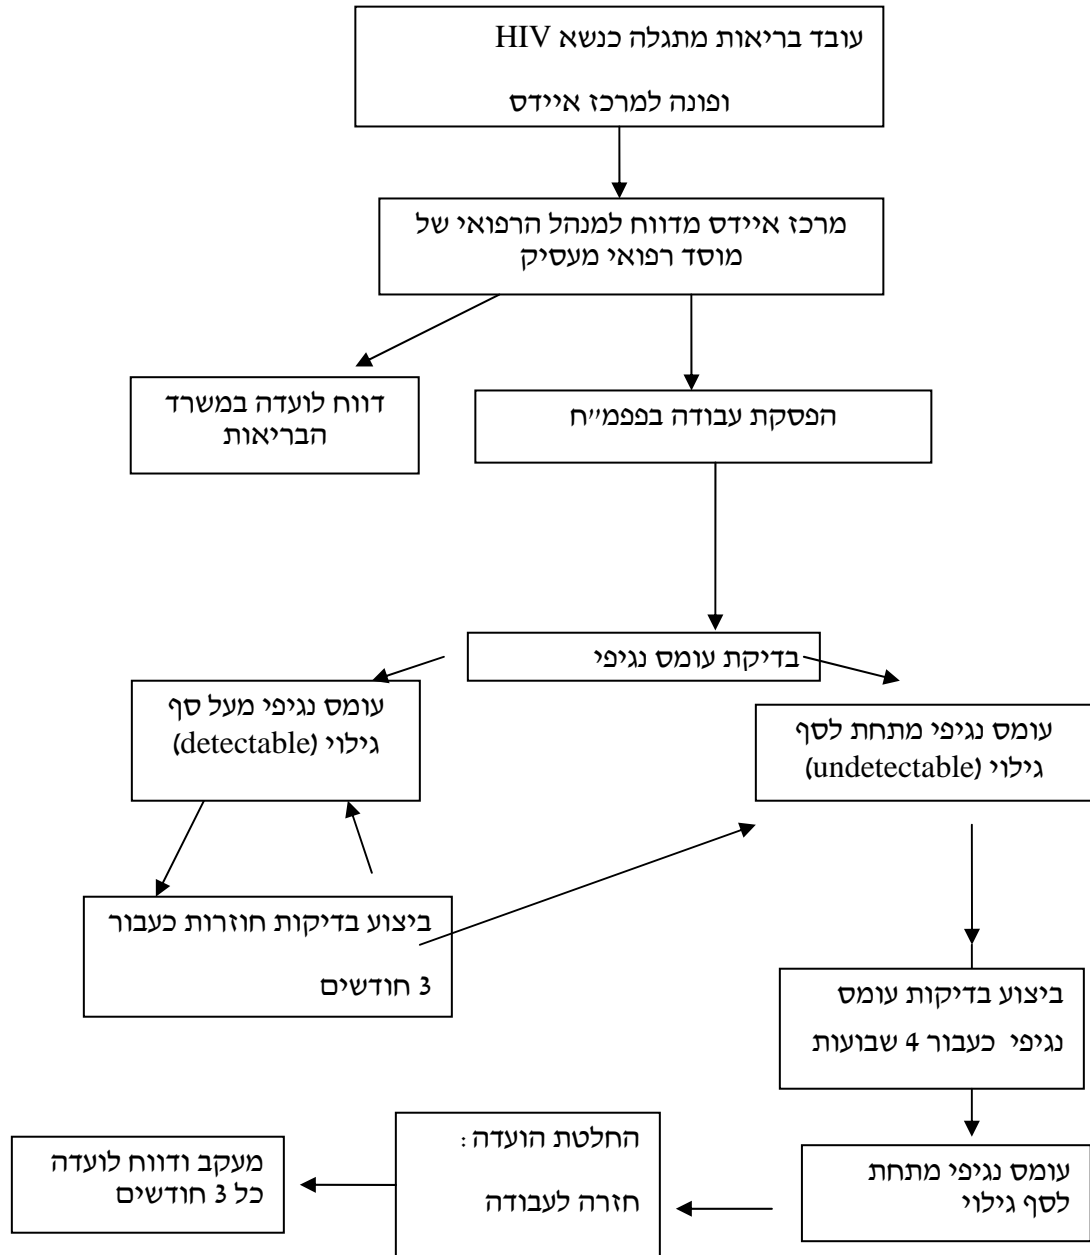 עובד בריאות מתגלה כנשא HIV
ופונה למרכז איידס
מרכז איידס מדווח למנהל הרפואי של
מוסד רפואי מעסיק
דווח לועדה במשרד
הבריאות
הפסקת עבודה בפפמ״ח
בדיקת עומס נגיפי
עומס נגיפי מעל סף
גילוי (detectable)
עומס נגיפי מתחת לסף
גילוי (undetectable)
ביצוע בדיקות חוזרות כעבור
3 חודשים
ביצוע בדיקות עומס
נגיפי כעבור 4 שבועות
עומס נגיפי מתחת
לסף גילוי
החלטת הועדה:
חזרה לעבודה
מעקב ודווח לועדה
כל 3 חודשים